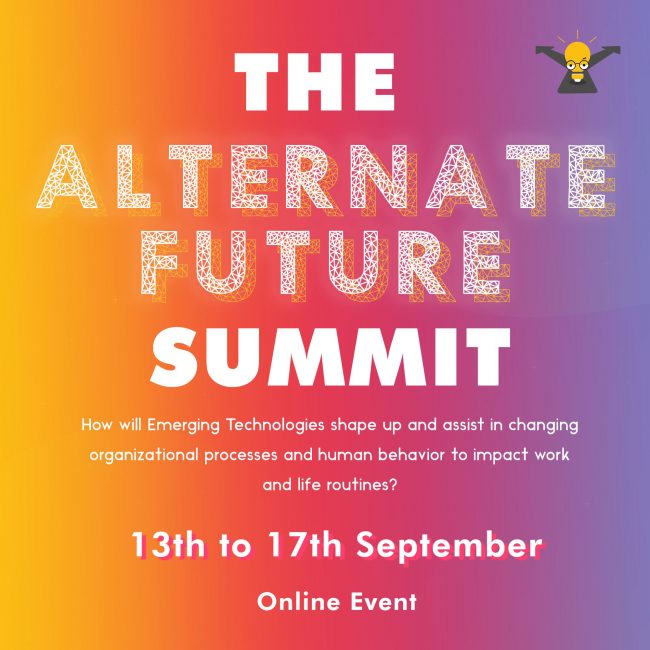 THE
ALTERNATE
FUTURE
SUMMIT
How will Emerging Technologies shape up and assist in changing
organizational processes and human behavior to impact work
and life routines?
13th to 17th September
Online Event